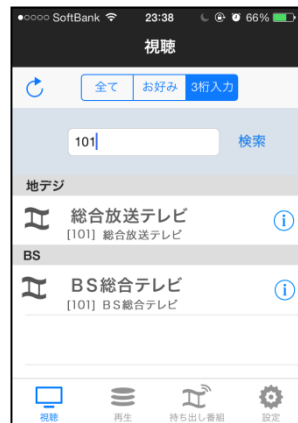 SoftBank 23:38 66%
視聴
全て お好み 3桁入力
101 検索
地デジ
総合放送テレビ
[101] 総合放送テレビ
BS
BS総合テレビ
[101] BS総合テレビ
視聴 再生 持ち出し番組 設定